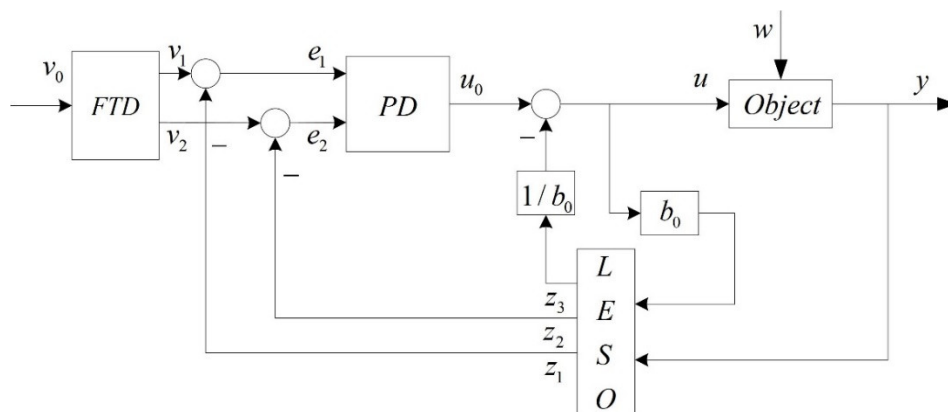 w
v₀
v₁
e₁
u₀
u
y
FTD
PD
Object
v₂
e₂
−
−
−
1/b₀
b₀
L
E
S
O
z₃
z₂
z₁